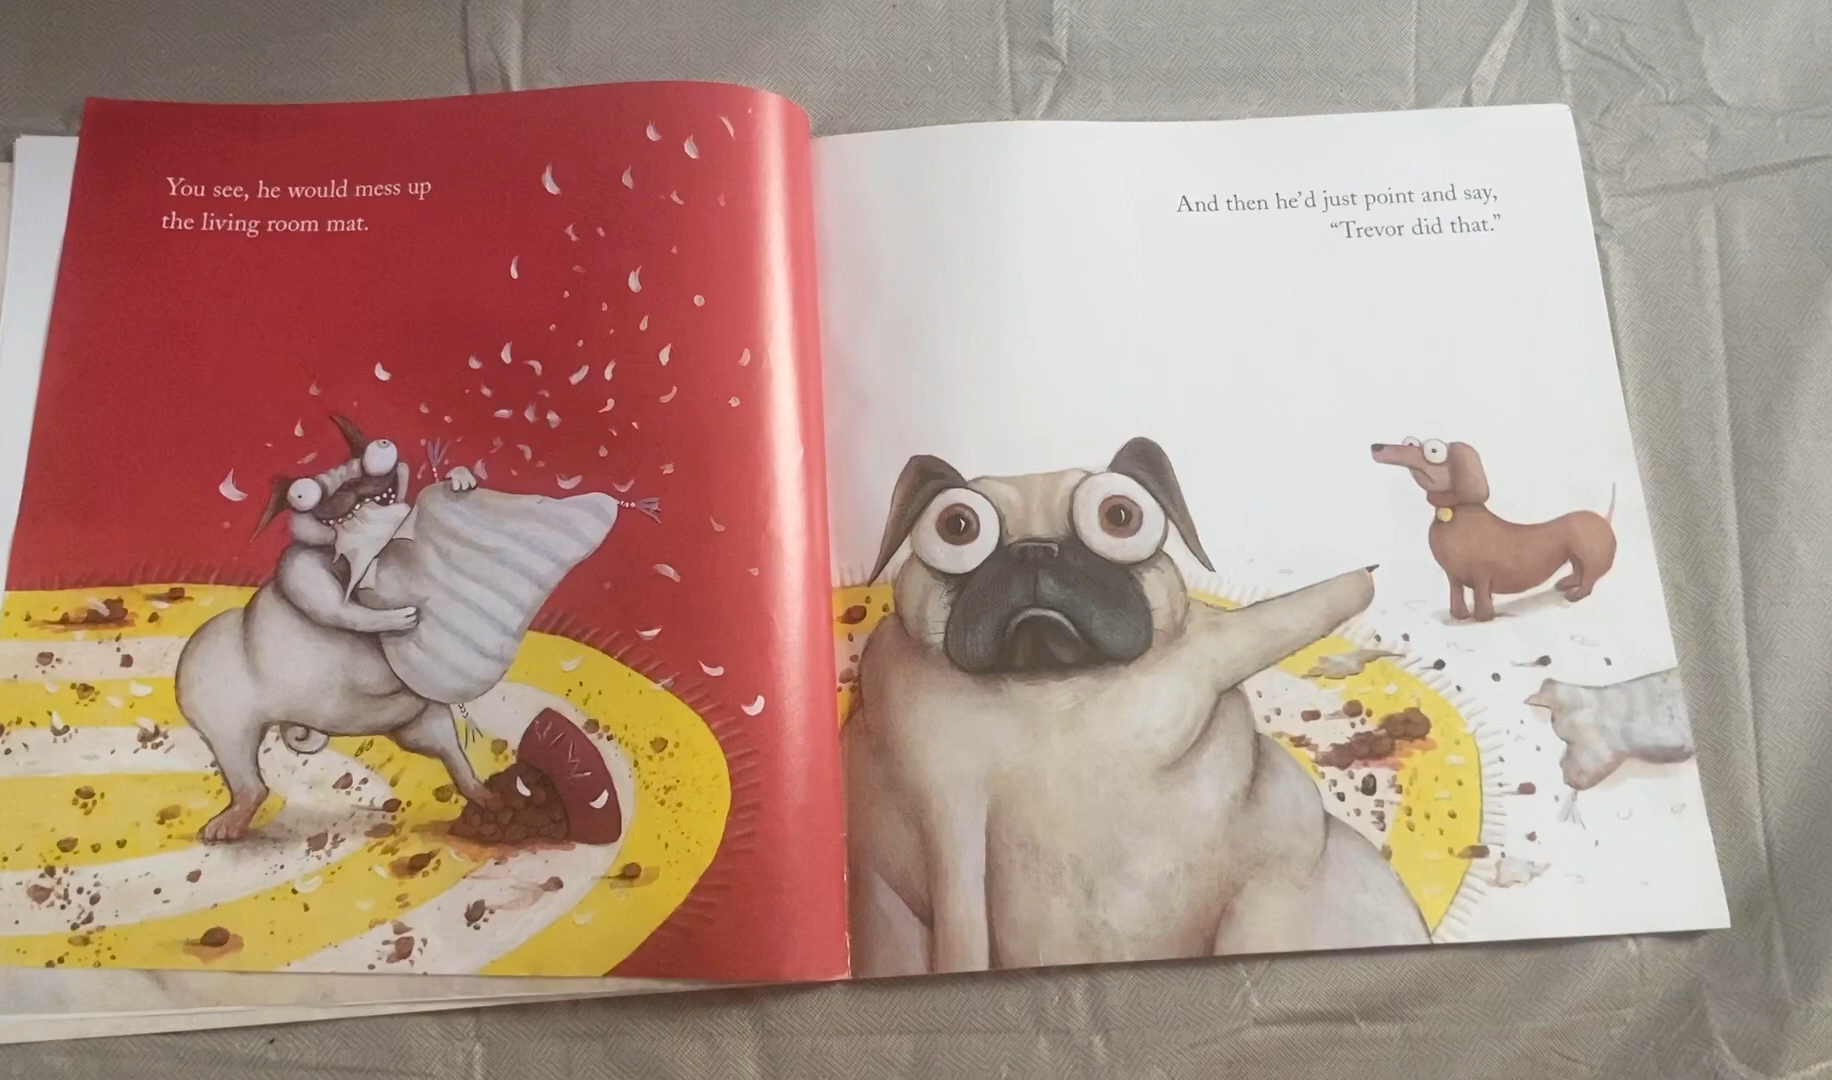 You see, he would mess up
the living room mat.
And then he'd just point and say,
“Trevor did that.”